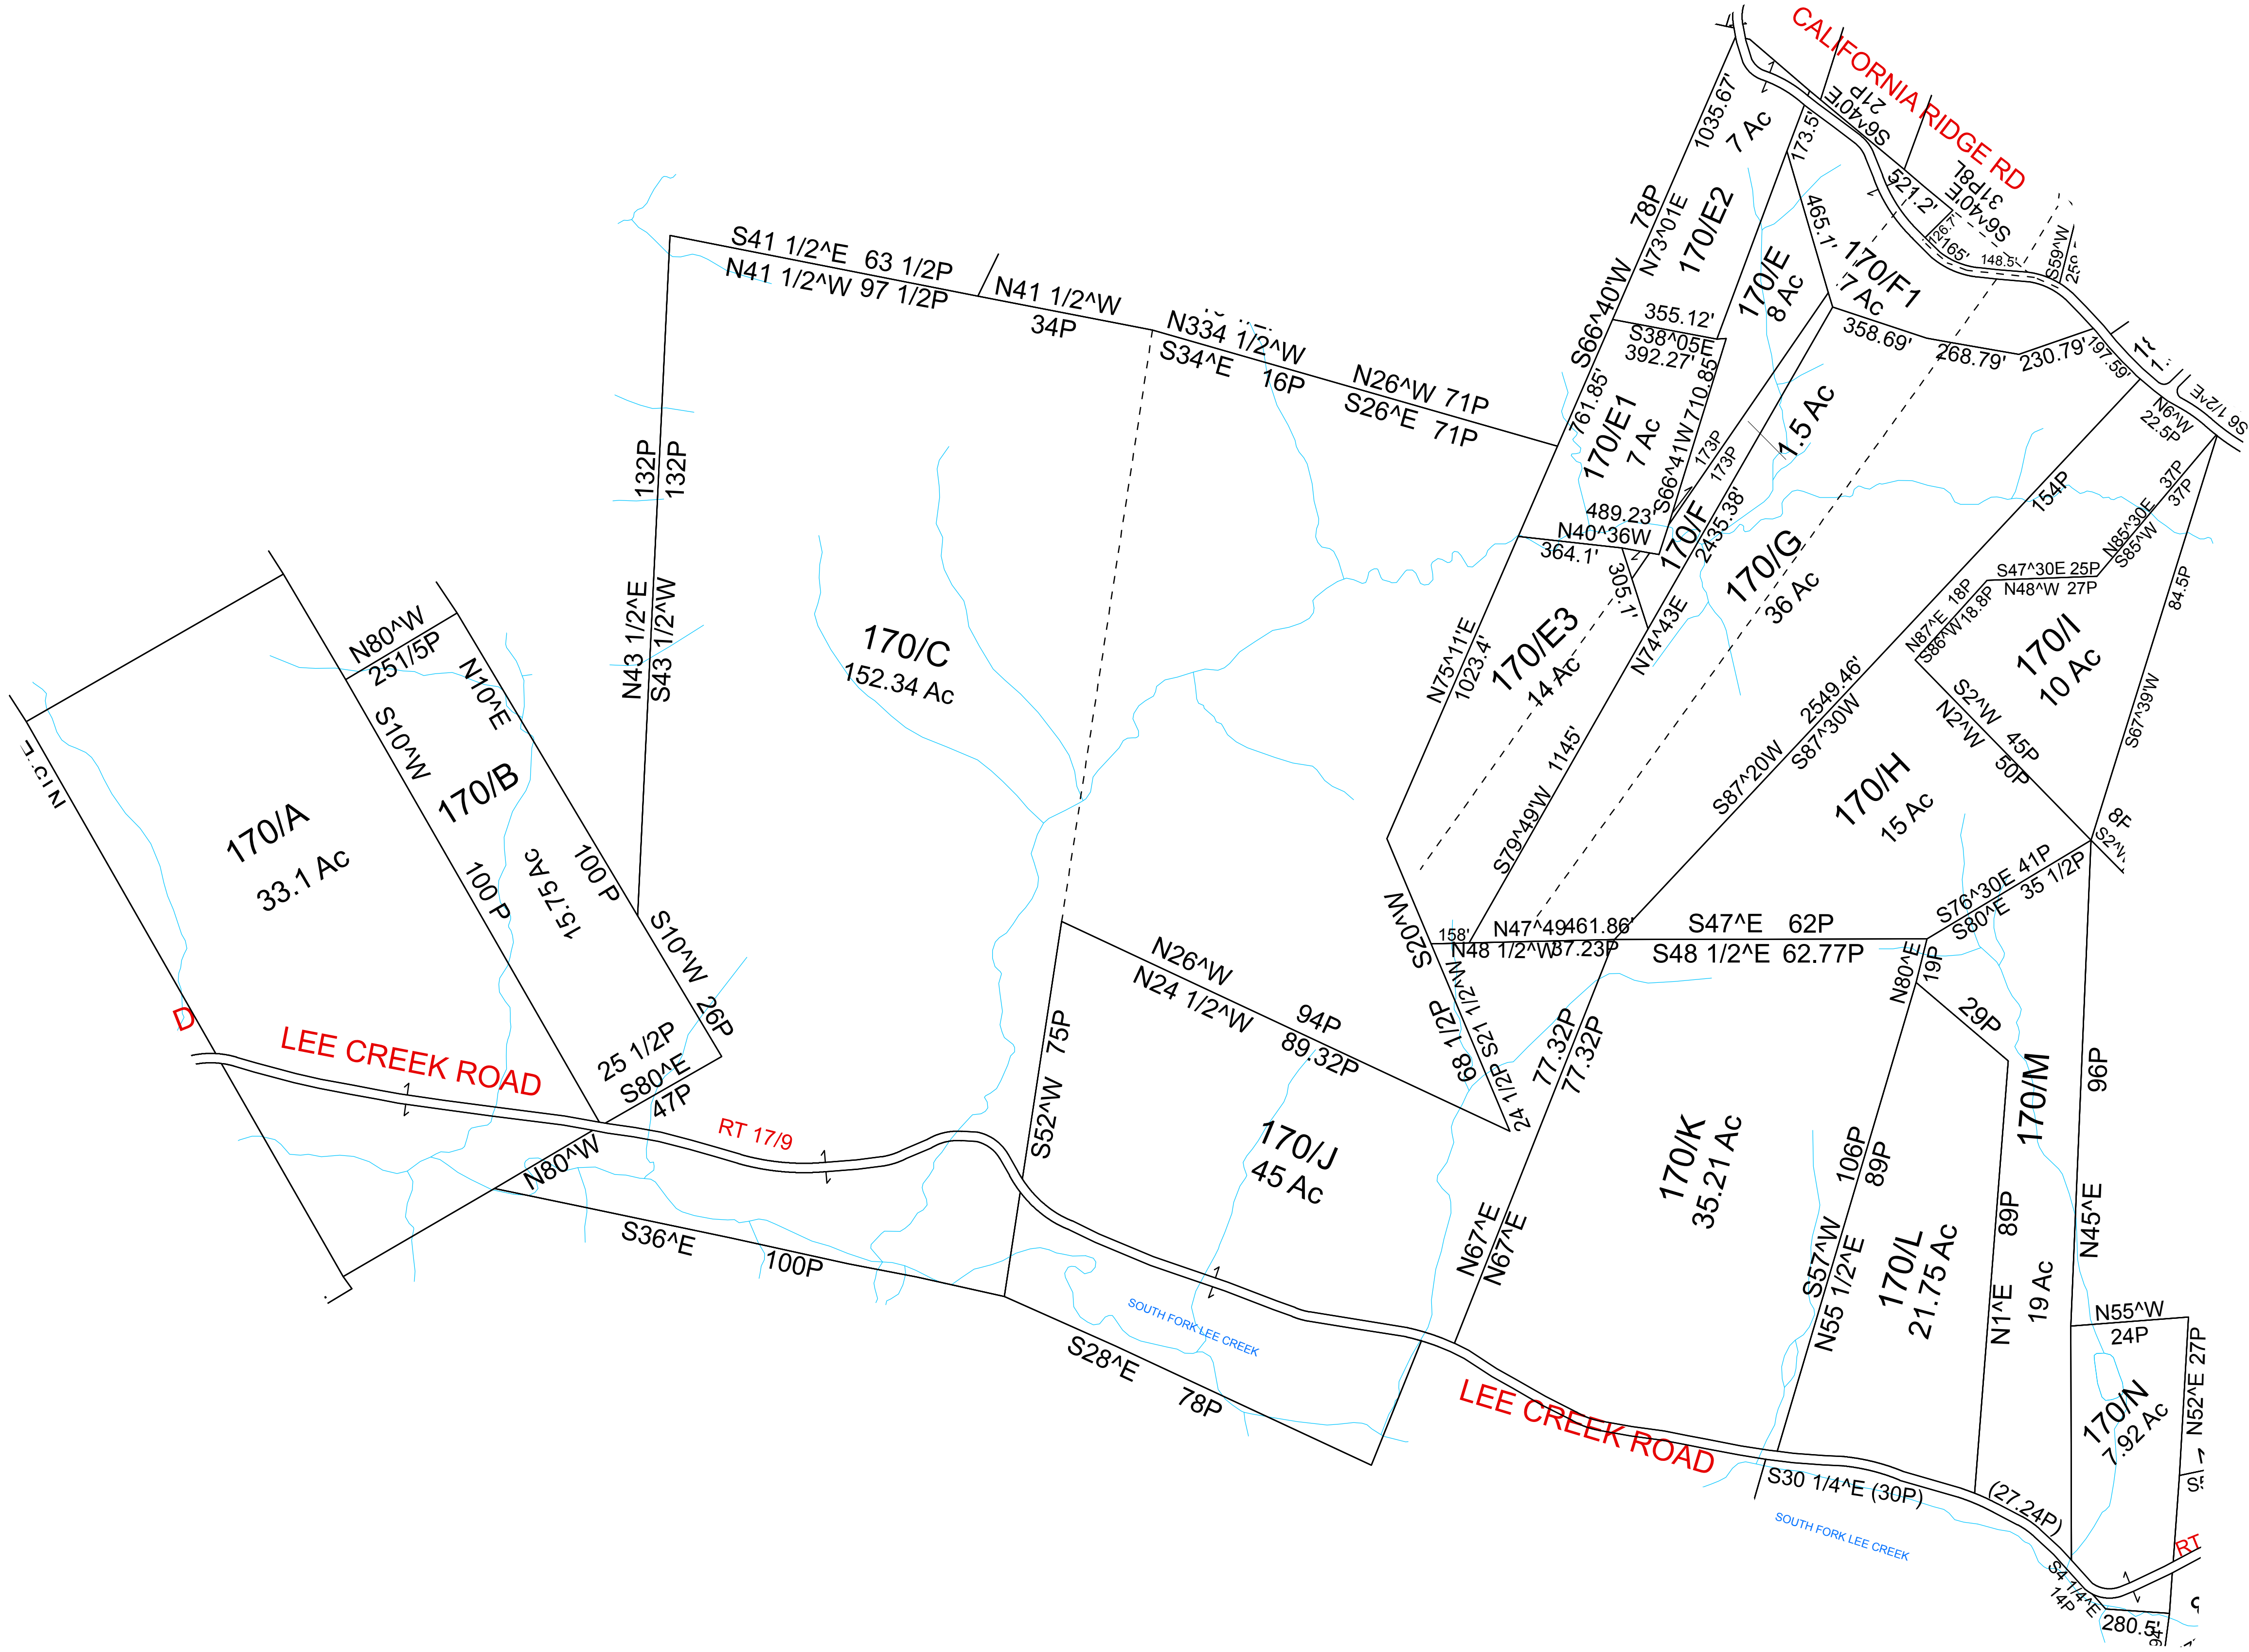 CALIFORNIA RIDGE RD
S6^40'E
21P
S6^40'E
31P8L
521.2'
126.7
165'
148.5'
S59^W
1035.67'
7 Ac
173.5'
78P
N73^01E
S66^40'W
170/E2
465.1'
170/E
8 Ac
170/F1
7 Ac
358.69'
268.79'
230.79'
197.59'
S6 1/2^E
N9^W
22.5P
355.12'
S38^05E
392.27'
761.85'
170/E1
7 Ac
S66^41W 710.85'
173P
173P
1.5 Ac
489.23'
N40^36W
364.1'
305.1'
170/F
2435.38'
N74^43E
170/G
36 Ac
154P
N85^30E 37P
S85^W 37P
S47^30E 25P
N48^W 27P
84.5P
S67^39'W
N87^E 18P
S86^W 18.8P
170/I
10 Ac
S2^W 45P
N2^W 50P
170/H
15 Ac
2549.46'
S87^20W
S87^30W
N75^11'E
1023.4'
170/E3
14 Ac
1145'
S79^49'W
S41 1/2^E 63 1/2P
N41 1/2^W 97 1/2P
N41 1/2^W
34P
N334 1/2^W
S34^E 16P
N26^W 71P
S26^E 71P
132P
132P
N43 1/2^E
S43 1/2^W
170/C
152.34 Ac
N80^W
251/5P
N10^E
S10^W
170/B
15.75 Ac
100 P
100 P
170/A
33.1 Ac
S10^W 26P
25 1/2P
S80^E
47P
N80^W
D
LEE CREEK ROAD
RT 17/9
S36^E 100P
S52^W 75P
N26^W 94P
N24 1/2^W 89.32P
170/J
45 Ac
S20^W
68 1/2P
S21 1/2^W
24 1/2P
158'
N47^49
461.86'
N48 1/2^W
37.23P
S47^E 62P
S48 1/2^E 62.77P
S76^30E 41P
S80^E 35 1/2P
N80^E
19P
29P
77.32P
77.32P
N67^E
N67^E
170/K
35.21 Ac
106P
89P
S57^W
N55 1/2^E
170/L
21.75 Ac
89P
N1^E
170/M
19 Ac
96P
N45^E
N55^W
24P
N52^E 27P
170/N
7.92 Ac
S28^E 78P
SOUTH FORK LEE CREEK
LEE CREEK ROAD
S30 1/4^E (30P)
(27.24P)
SOUTH FORK LEE CREEK
S4 1/4^E
14P
280.5'
RT